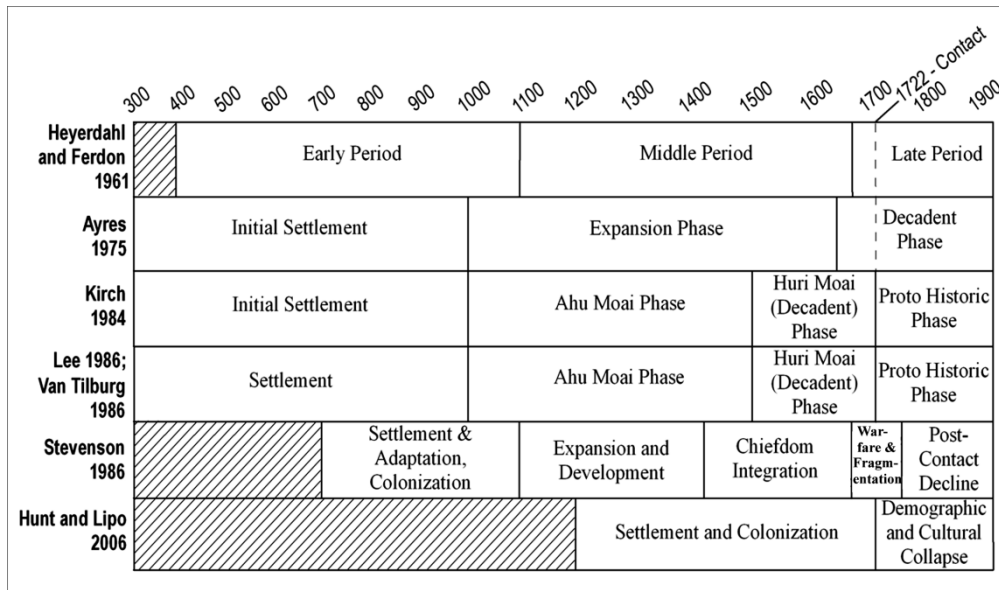 300 400 500 600 700 800 900 1000 1100 1200 1300 1400 1500 1600 1700 1722 - Contact 1800 1900
Heyerdahl
and Ferdon
1961
Early Period
Middle Period
Late Period
Ayres
1975
Initial Settlement
Expansion Phase
Decadent
Phase
Kirch
1984
Initial Settlement
Ahu Moai Phase
Huri Moai
(Decadent)
Phase
Proto Historic
Phase
Lee 1986;
Van Tilburg
1986
Settlement
Ahu Moai Phase
Huri Moai
(Decadent)
Phase
Proto Historic
Phase
Stevenson
1986
Settlement &
Adaptation,
Colonization
Expansion and
Development
Chiefdom
Integration
War-
fare &
Fragm-
entation
Post-
Contact
Decline
Hunt and Lipo
2006
Settlement and Colonization
Demographic
and Cultural
Collapse